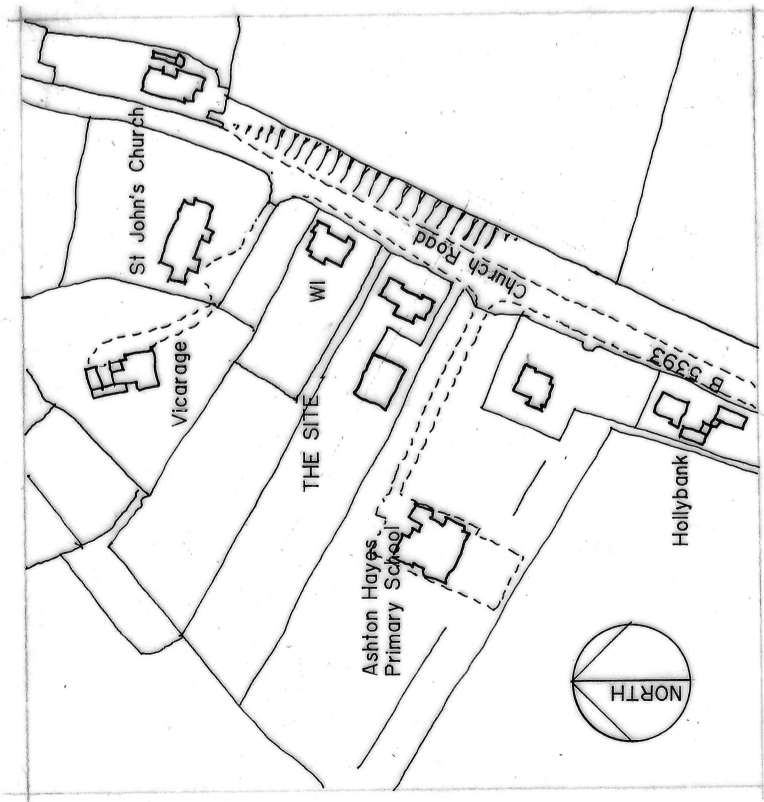 St John's Church
WI
Church Road
B 5393
Vicarage
THE SITE
Hollybank
Ashton Hayes
Primary School
NORTH